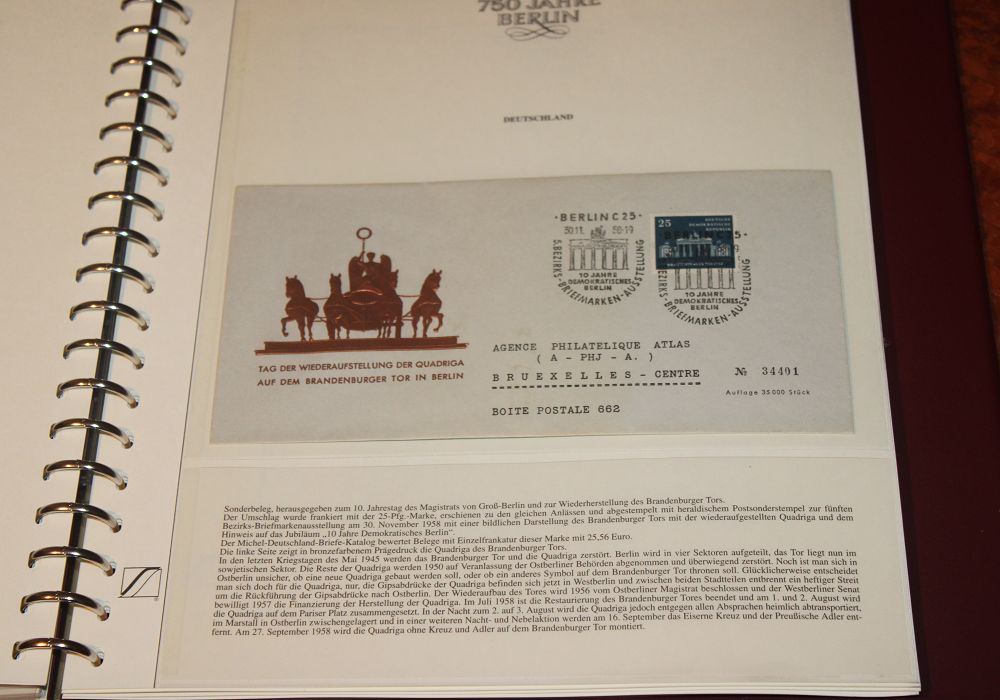 750 JAHRE
BERLIN
DEUTSCHLAND
· BERLIN C 25 ·
30.11. 58-19
5. BEZIRKS-BRIEFMARKEN-AUSSTELLUNG
10 JAHRE
DEMOKRATISCHES
BERLIN
25
DEUTSCHE
DEMOKRATISCHE
REPUBLIK
10 JAHRE
DEMOKRATISCHES
BERLIN
BEZIRKS-BRIEFMARKEN-AUSSTELLUNG
TAG DER WIEDERAUFSTELLUNG DER QUADRIGA
AUF DEM BRANDENBURGER TOR IN BERLIN
AGENCE PHILATELIQUE ATLAS
( A - PHJ - A. )
BRUEXELLES - CENTRE
BOITE POSTALE 662
№ 34401
Auflage 35 000 Stück
Sonderbeleg, herausgegeben zum 10. Jahrestag des Magistrats von Groß-Berlin und zur Wiederherstellung des Brandenburger Tors.
Der Umschlag wurde frankiert mit der 25-Pfg.-Marke, erschienen zu den gleichen Anlässen und abgestempelt mit heraldischem Postsonderstempel zur fünften
Bezirks-Briefmarkenausstellung am 30. November 1958 mit einer bildlichen Darstellung des Brandenburger Tors mit der wiederaufgestellten Quadriga und dem
Hinweis auf das Jubiläum „10 Jahre Demokratisches Berlin“.
Der Michel-Deutschland-Briefe-Katalog bewertet Belege mit Einzelfrankatur dieser Marke mit 25,56 Euro.
Die linke Seite zeigt in bronzefarbenem Prägedruck die Quadriga des Brandenburger Tors.
In den letzten Kriegstagen des Mai 1945 werden das Brandenburger Tor und die Quadriga zerstört. Berlin wird in vier Sektoren aufgeteilt, das Tor liegt nun im
sowjetischen Sektor. Die Reste der Quadriga werden 1950 auf Veranlassung der Ostberliner Behörden abgenommen und überwiegend zerstört. Noch ist man sich in
Ostberlin unsicher, ob eine neue Quadriga gebaut werden soll, oder ob ein anderes Symbol auf dem Brandenburger Tor thronen soll. Glücklicherweise entscheidet
man sich doch für die Quadriga, nur, die Gipsabdrücke der Quadriga befinden sich jetzt in Westberlin und zwischen beiden Stadtteilen entbrennt ein heftiger Streit
um die Rückführung der Gipsabdrücke nach Ostberlin. Der Wiederaufbau des Tores wird 1956 vom Ostberliner Magistrat beschlossen und der Westberliner Senat
bewilligt 1957 die Finanzierung der Herstellung der Quadriga. Im Juli 1958 ist die Restaurierung des Brandenburger Tores beendet und am 1. und 2. August wird
die Quadriga auf dem Pariser Platz zusammengesetzt. In der Nacht zum 2. auf 3. August wird die Quadriga jedoch entgegen allen Absprachen heimlich abtransportiert,
im Marstall in Ostberlin zwischengelagert und in einer weiteren Nacht- und Nebelaktion werden am 16. September das Eiserne Kreuz und der Preußische Adler ent-
fernt. Am 27. September 1958 wird die Quadriga ohne Kreuz und Adler auf dem Brandenburger Tor montiert.